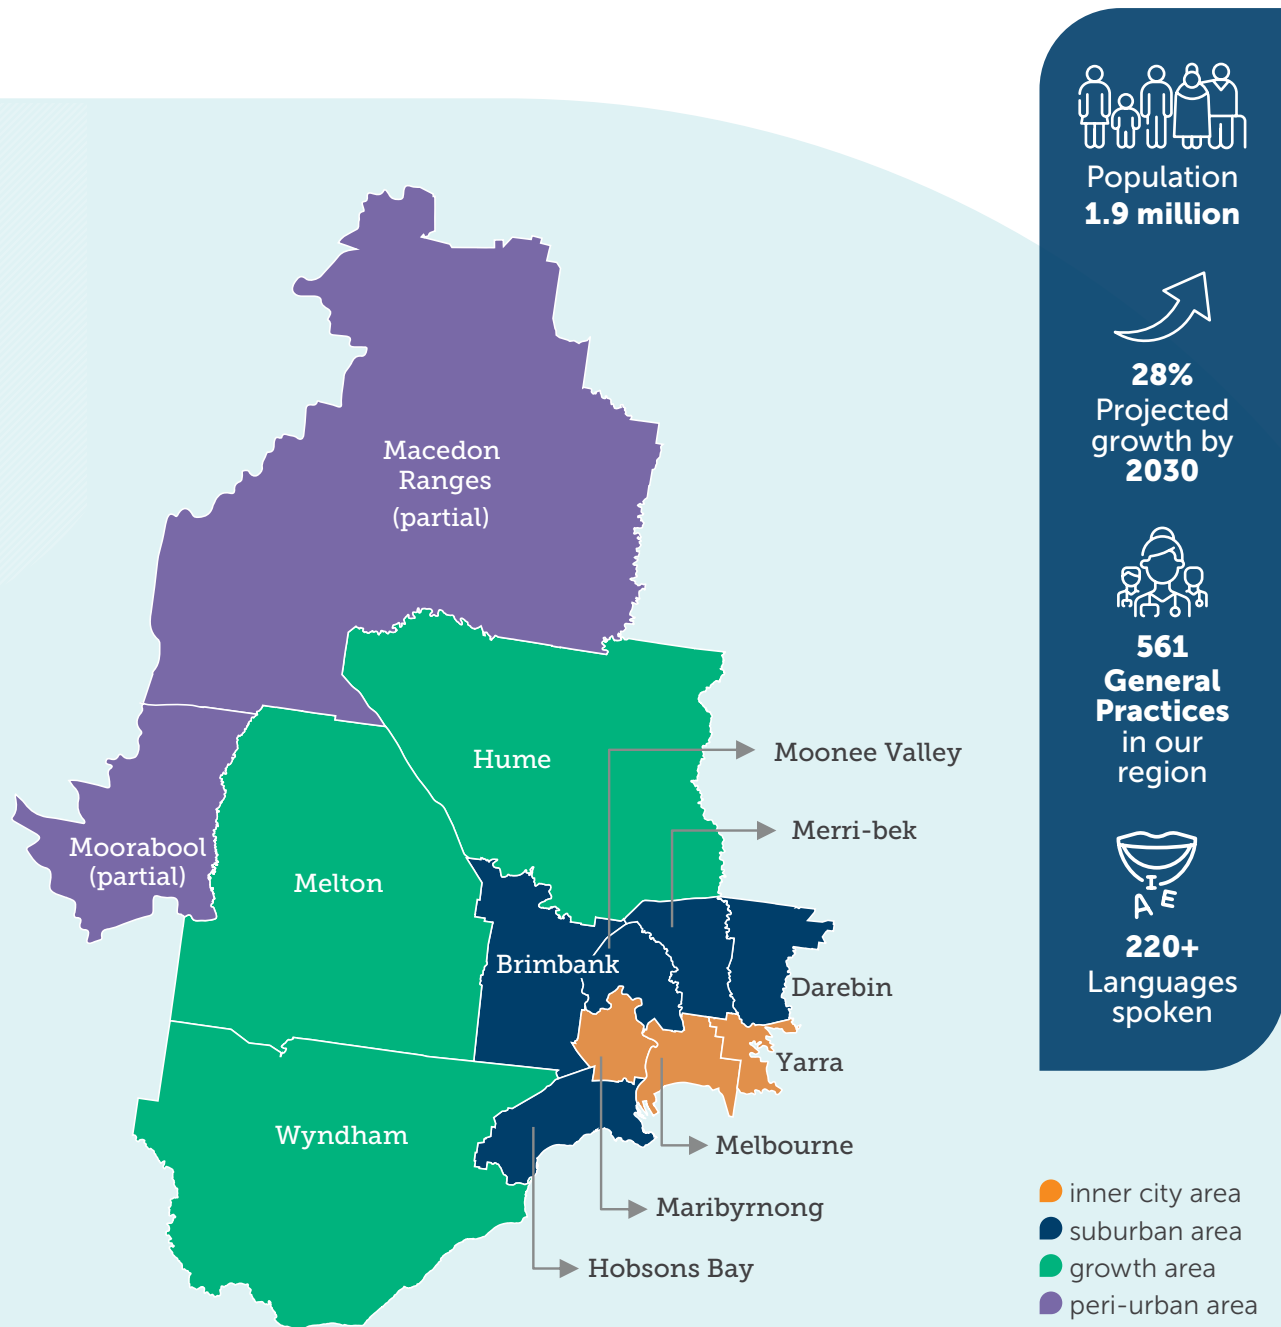 Population
1.9 million
28%
Projected
growth by
2030
561
General
Practices
in our
region
A I E
220+
Languages
spoken
Macedon
Ranges
(partial)
Hume
Moonee Valley
Merri-bek
Moorabool
(partial)
Melton
Brimbank
Darebin
Yarra
Wyndham
Melbourne
Maribyrnong
Hobsons Bay
inner city area
suburban area
growth area
peri-urban area